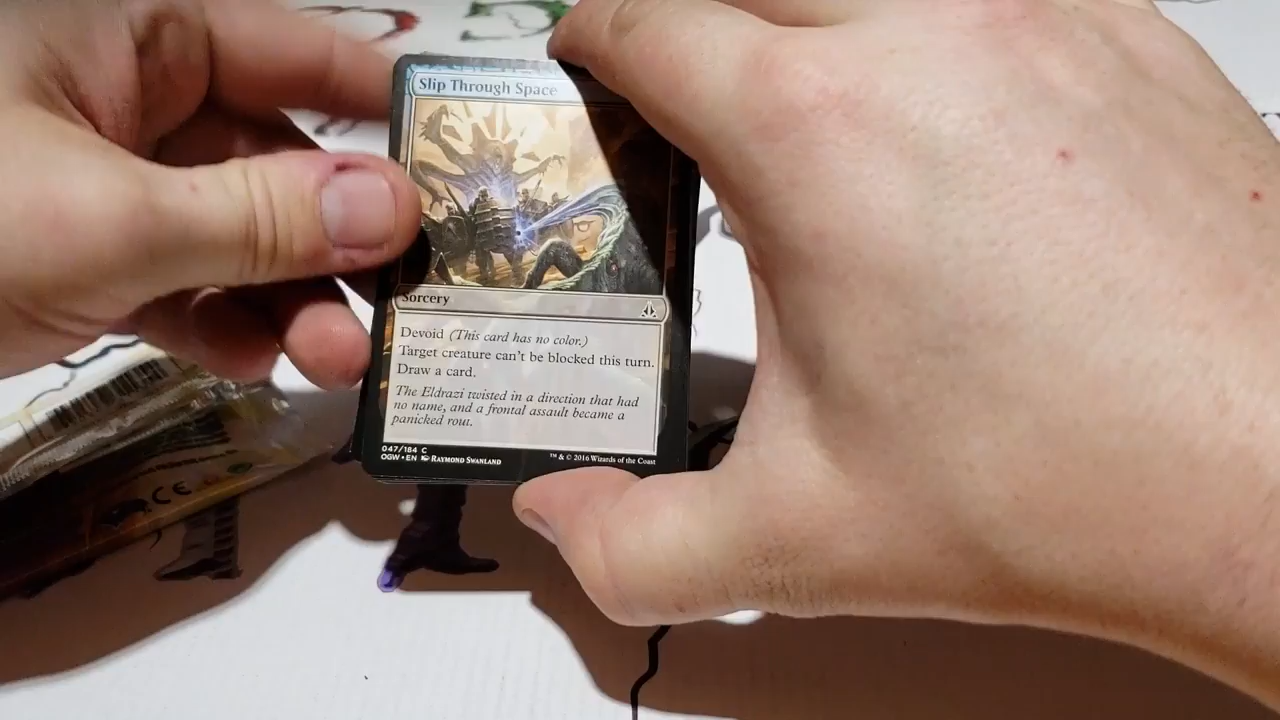 Slip Through Space
Sorcery
Devoid (This card has no color.)
Target creature can't be blocked this turn.
Draw a card.
The Eldrazi twisted in a direction that had
no name, and a frontal assault became a
panicked rout.
047/184 C
OGW • EN RAYMOND SWANLAND
™ & © 2016 Wizards of the Coast
CE